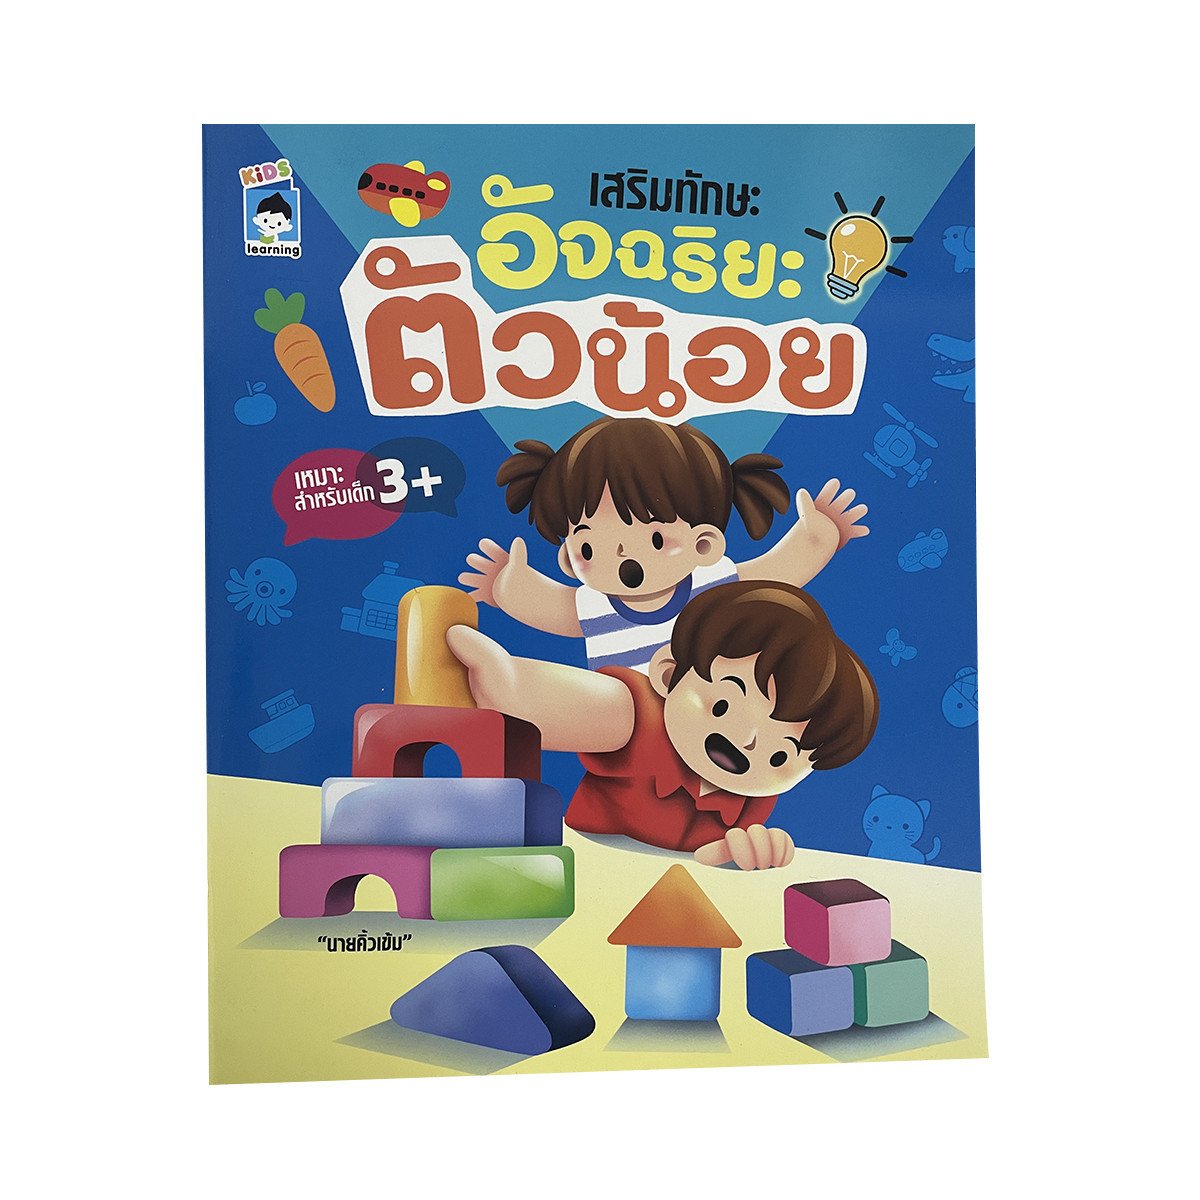 KiDS
learning
เสริมทักษะ
อัจฉริยะ
ตัวน้อย
เหมาะ
สำหรับเด็ก 3+
"นายคิ้วเข้ม"